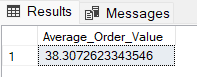 Results Messages
Average_Order_Value
1 38.3072623343546